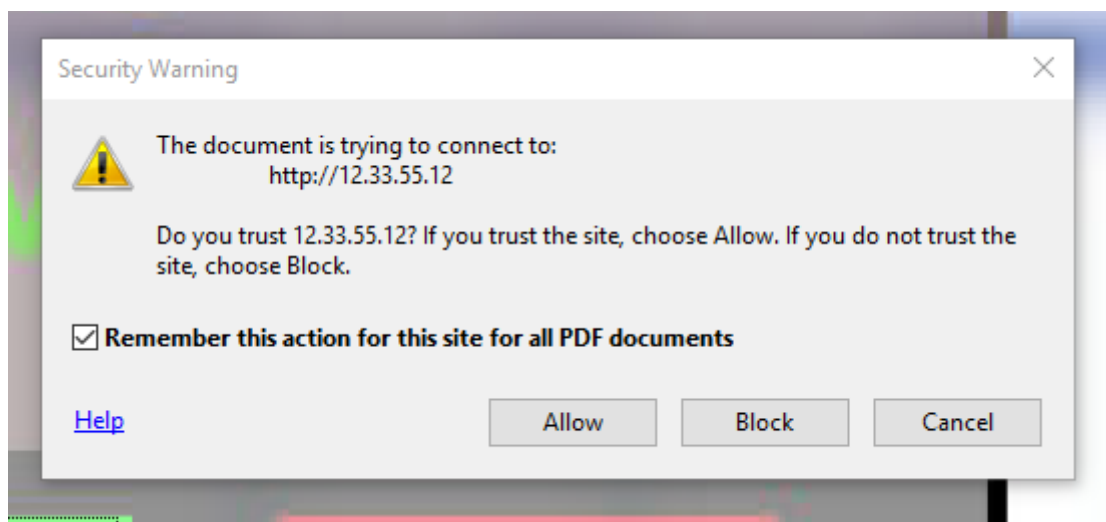 Security Warning
The document is trying to connect to:
http://12.33.55.12
Do you trust 12.33.55.12? If you trust the site, choose Allow. If you do not trust the
site, choose Block.
Remember this action for this site for all PDF documents
Help
Allow
Block
Cancel